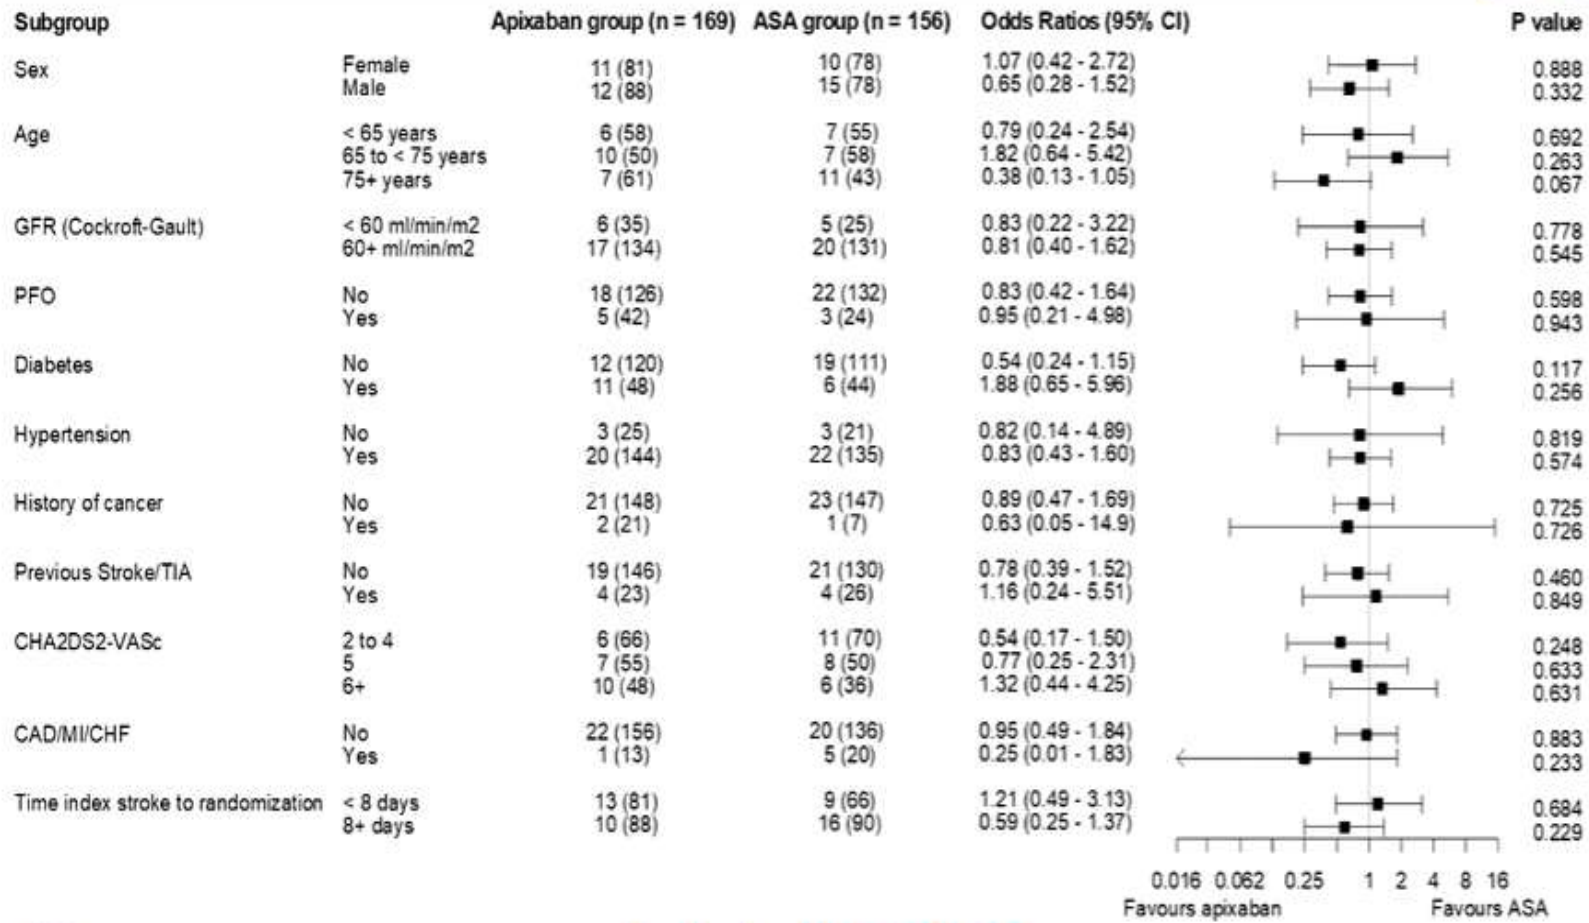 Subgroup Apixaban group (n = 169) ASA group (n = 156) Odds Ratios (95% CI) P value
Sex Female 11 (81) 10 (78) 1.07 (0.42 - 2.72) 0.888
Male 12 (88) 15 (78) 0.65 (0.28 - 1.52) 0.332
Age < 65 years 6 (58) 7 (55) 0.79 (0.24 - 2.54) 0.692
65 to < 75 years 10 (50) 7 (58) 1.82 (0.64 - 5.42) 0.263
75+ years 7 (61) 11 (43) 0.38 (0.13 - 1.05) 0.067
GFR (Cockroft-Gault) < 60 ml/min/m2 6 (35) 5 (25) 0.83 (0.22 - 3.22) 0.778
60+ ml/min/m2 17 (134) 20 (131) 0.81 (0.40 - 1.62) 0.545
PFO No 18 (126) 22 (132) 0.83 (0.42 - 1.64) 0.598
Yes 5 (42) 3 (24) 0.95 (0.21 - 4.98) 0.943
Diabetes No 12 (120) 19 (111) 0.54 (0.24 - 1.15) 0.117
Yes 11 (48) 6 (44) 1.88 (0.65 - 5.96) 0.256
Hypertension No 3 (25) 3 (21) 0.82 (0.14 - 4.89) 0.819
Yes 20 (144) 22 (135) 0.83 (0.43 - 1.60) 0.574
History of cancer No 21 (148) 23 (147) 0.89 (0.47 - 1.69) 0.725
Yes 2 (21) 1 (7) 0.63 (0.05 - 14.9) 0.726
Previous Stroke/TIA No 19 (146) 21 (130) 0.78 (0.39 - 1.52) 0.460
Yes 4 (23) 4 (26) 1.16 (0.24 - 5.51) 0.849
CHA2DS2-VASc 2 to 4 6 (66) 11 (70) 0.54 (0.17 - 1.50) 0.248
5 7 (55) 8 (50) 0.77 (0.25 - 2.31) 0.633
6+ 10 (48) 6 (36) 1.32 (0.44 - 4.25) 0.631
CAD/MI/CHF No 22 (156) 20 (136) 0.95 (0.49 - 1.84) 0.883
Yes 1 (13) 5 (20) 0.25 (0.01 - 1.83) 0.233
Time index stroke to randomization < 8 days 13 (81) 9 (66) 1.21 (0.49 - 3.13) 0.684
8+ days 10 (88) 16 (90) 0.59 (0.25 - 1.37) 0.229
0.016 0.062 0.25 1 2 4 8 16
Favours apixaban Favours ASA